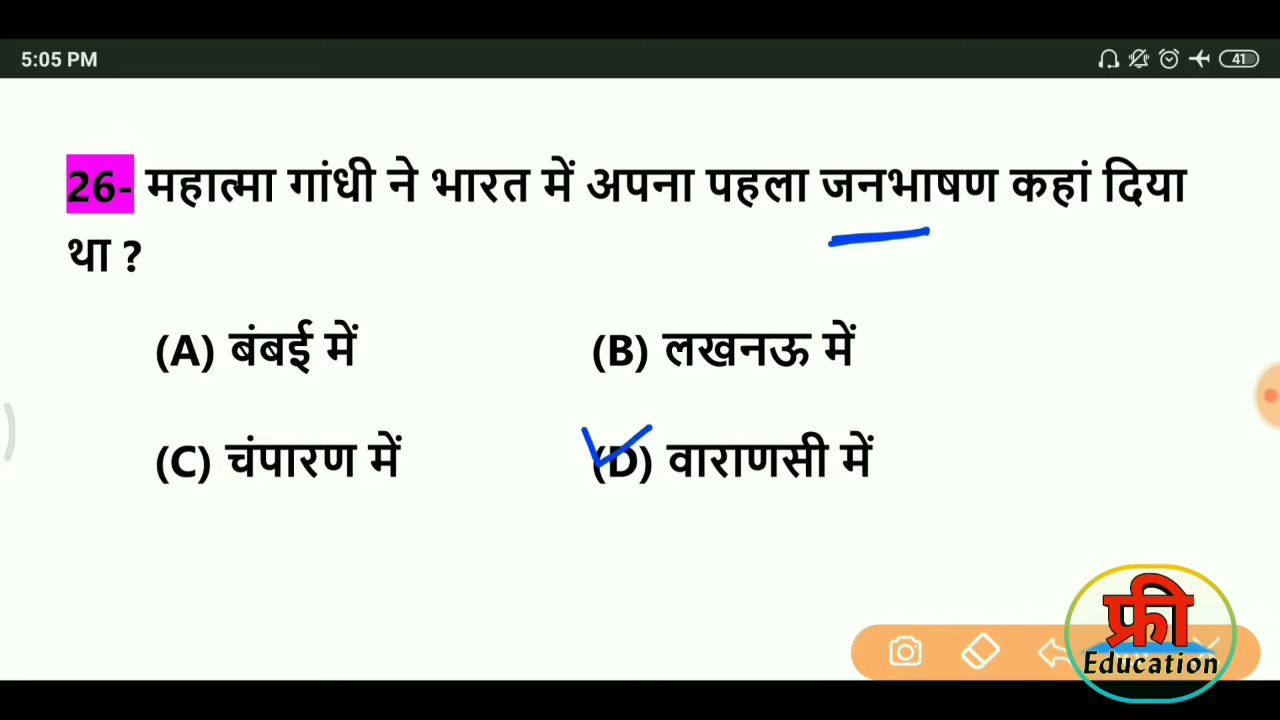 5:05 PM
41
26- महात्मा गांधी ने भारत में अपना पहला जनभाषण कहां दिया
था ?
(A) बंबई में
(B) लखनऊ में
(C) चंपारण में
(D) वाराणसी में
फ्री
Education